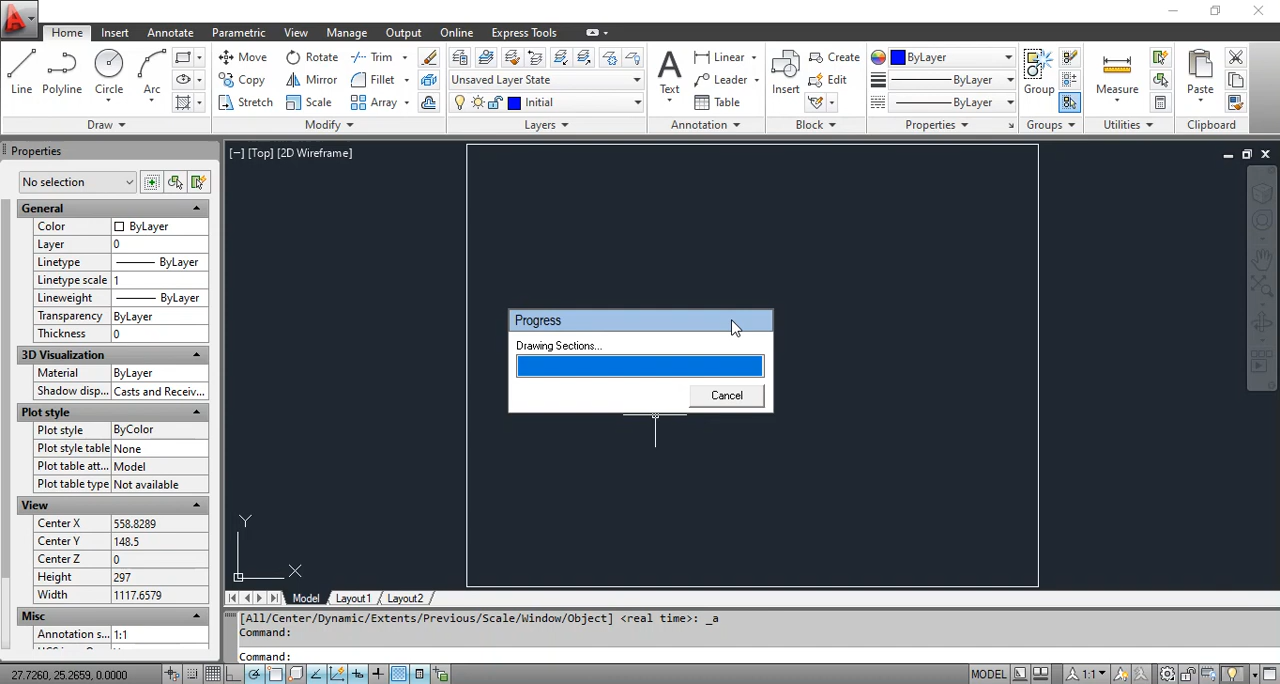 Home Insert Annotate Parametric View Manage Output Online Express Tools
Line Polyline Circle Arc
Move Rotate Trim
Copy Mirror Fillet
Stretch Scale Array
Unsaved Layer State
Initial
Text
Linear
Leader
Table
Insert
Create
Edit
ByLayer
ByLayer
ByLayer
Group
Measure
Paste
Draw Modify Layers Annotation Block Properties Groups Utilities Clipboard
Properties
[−] [Top] [2D Wireframe]
No selection
General
Color ByLayer
Layer 0
Linetype ByLayer
Linetype scale 1
Lineweight ByLayer
Transparency ByLayer
Thickness 0
3D Visualization
Material ByLayer
Shadow disp... Casts and Receiv...
Plot style
Plot style ByColor
Plot style table None
Plot table att... Model
Plot table type Not available
View
Center X 558.8289
Center Y 148.5
Center Z 0
Height 297
Width 1117.6579
Misc
Annotation s... 1:1
Progress
Drawing Sections...
Cancel
Y
X
Model Layout1 Layout2
[All/Center/Dynamic/Extents/Previous/Scale/Window/Object] <real time>: _a
Command:
Command:
27.7260, 25.2659, 0.0000
MODEL
1:1